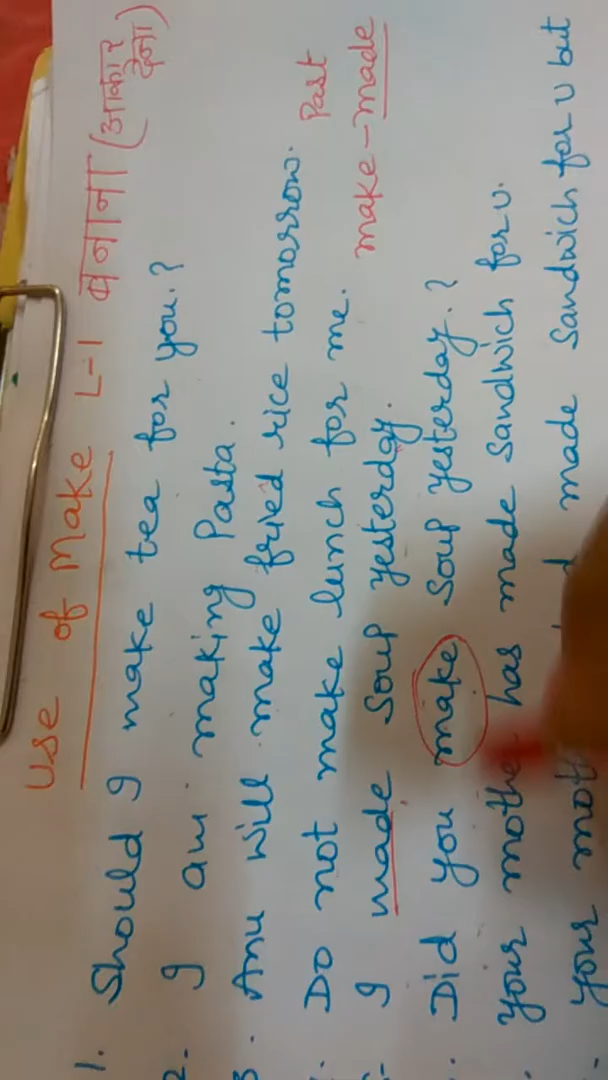 Use of Make L-1 बनाना (आकार देना)
1. Should I make tea for you.?
2. I am making Pasta.
3. Anu will make fried rice tomorrow.
Do not make lunch for me.
Past
make-made
I made soup yesterday.
Did you make soup yesterday.?
Your mother has made sandwich for u.
Your made sandwich for u but